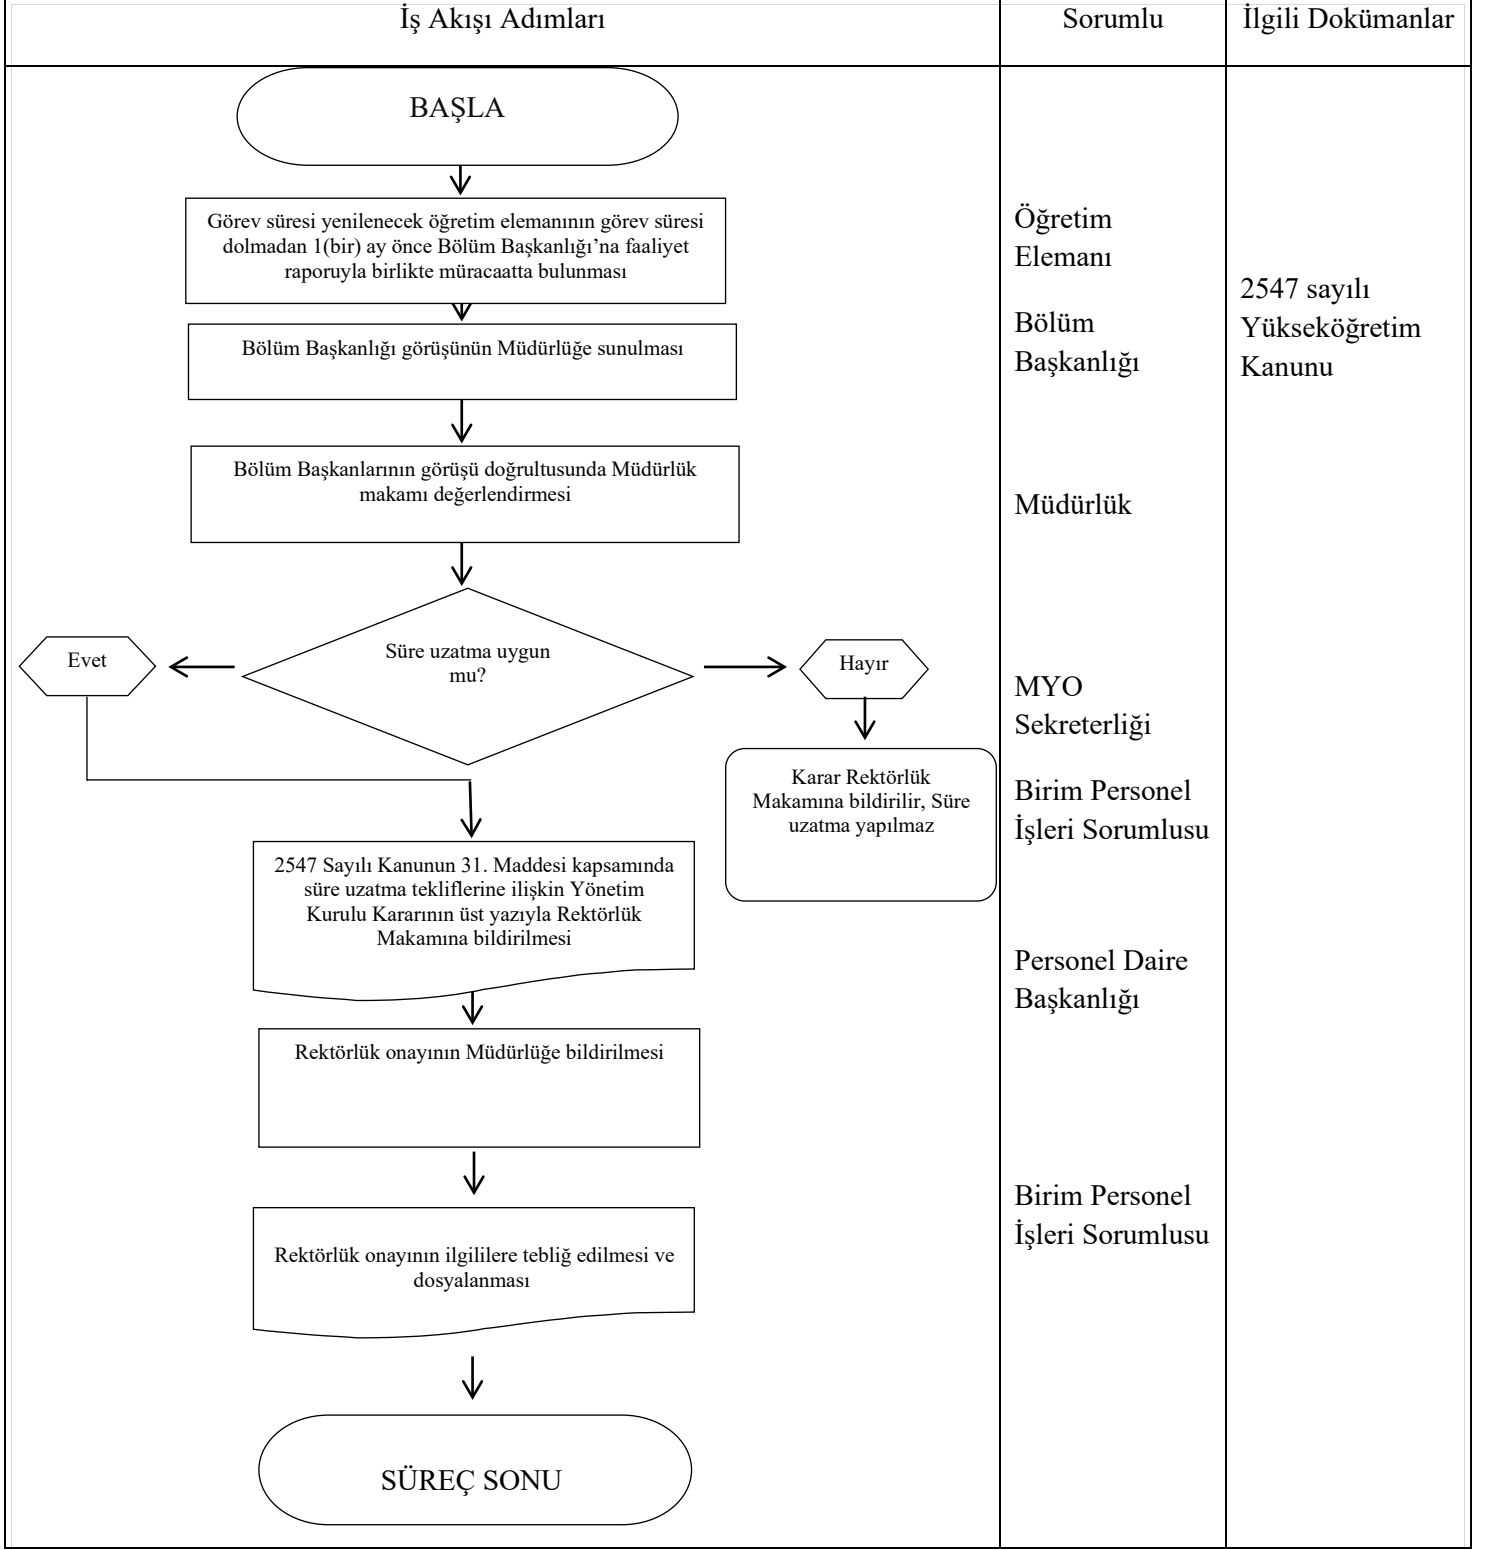 İş Akışı Adımları
Sorumlu
İlgili Dokümanlar
BAŞLA
Görev süresi yenilenecek öğretim elemanının görev süresi
dolmadan 1(bir) ay önce Bölüm Başkanlığı’na faaliyet
raporuyla birlikte müracaatta bulunması
Bölüm Başkanlığı görüşünün Müdürlüğe sunulması
Bölüm Başkanlarının görüşü doğrultusunda Müdürlük
makamı değerlendirmesi
Süre uzatma uygun
mu?
Evet
Hayır
Karar Rektörlük
Makamına bildirilir, Süre
uzatma yapılmaz
2547 Sayılı Kanunun 31. Maddesi kapsamında
süre uzatma tekliflerine ilişkin Yönetim
Kurulu Kararının üst yazıyla Rektörlük
Makamına bildirilmesi
Rektörlük onayının Müdürlüğe bildirilmesi
Rektörlük onayının ilgililere tebliğ edilmesi ve
dosyalanması
SÜREÇ SONU
Öğretim
Elemanı
Bölüm
Başkanlığı
Müdürlük
MYO
Sekreterliği
Birim Personel
İşleri Sorumlusu
Personel Daire
Başkanlığı
Birim Personel
İşleri Sorumlusu
2547 sayılı
Yükseköğretim
Kanunu